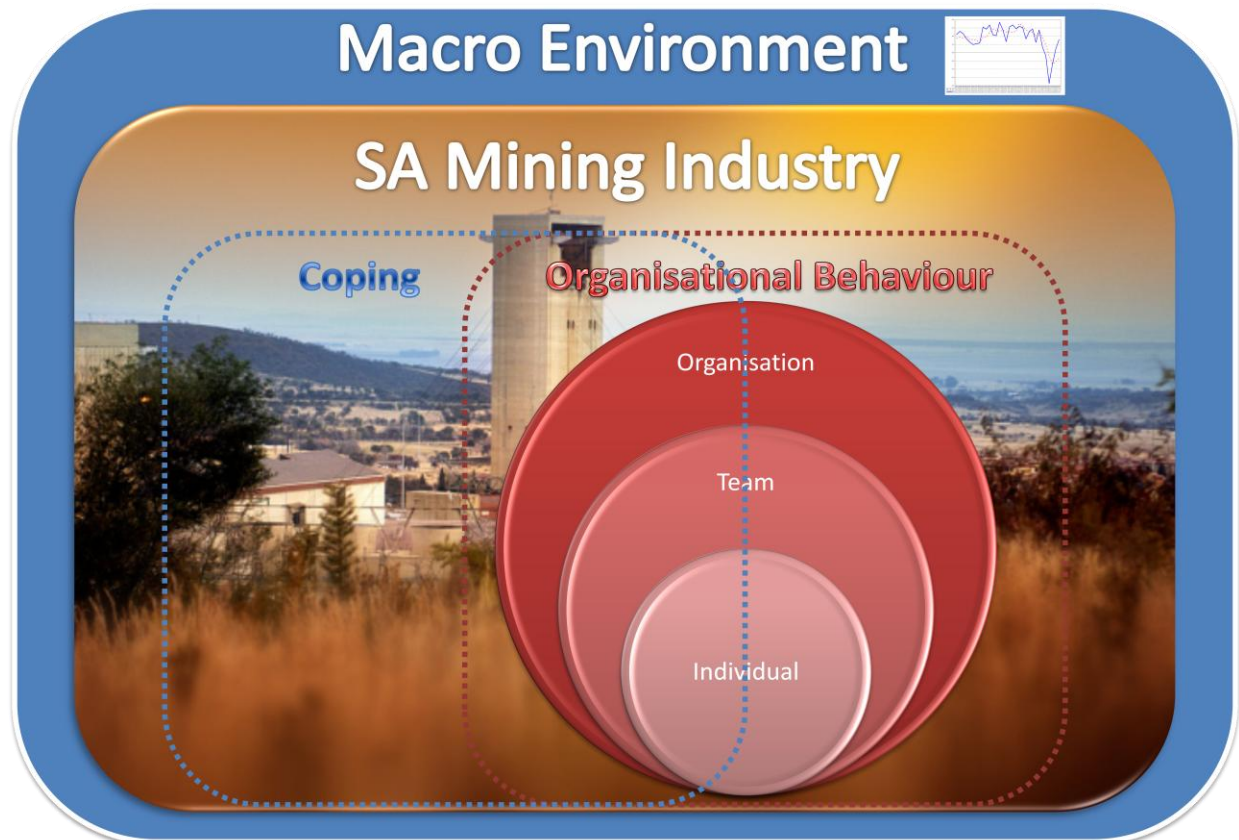 Macro Environment
SA Mining Industry
Coping
Organisational Behaviour
Organisation
Team
Individual